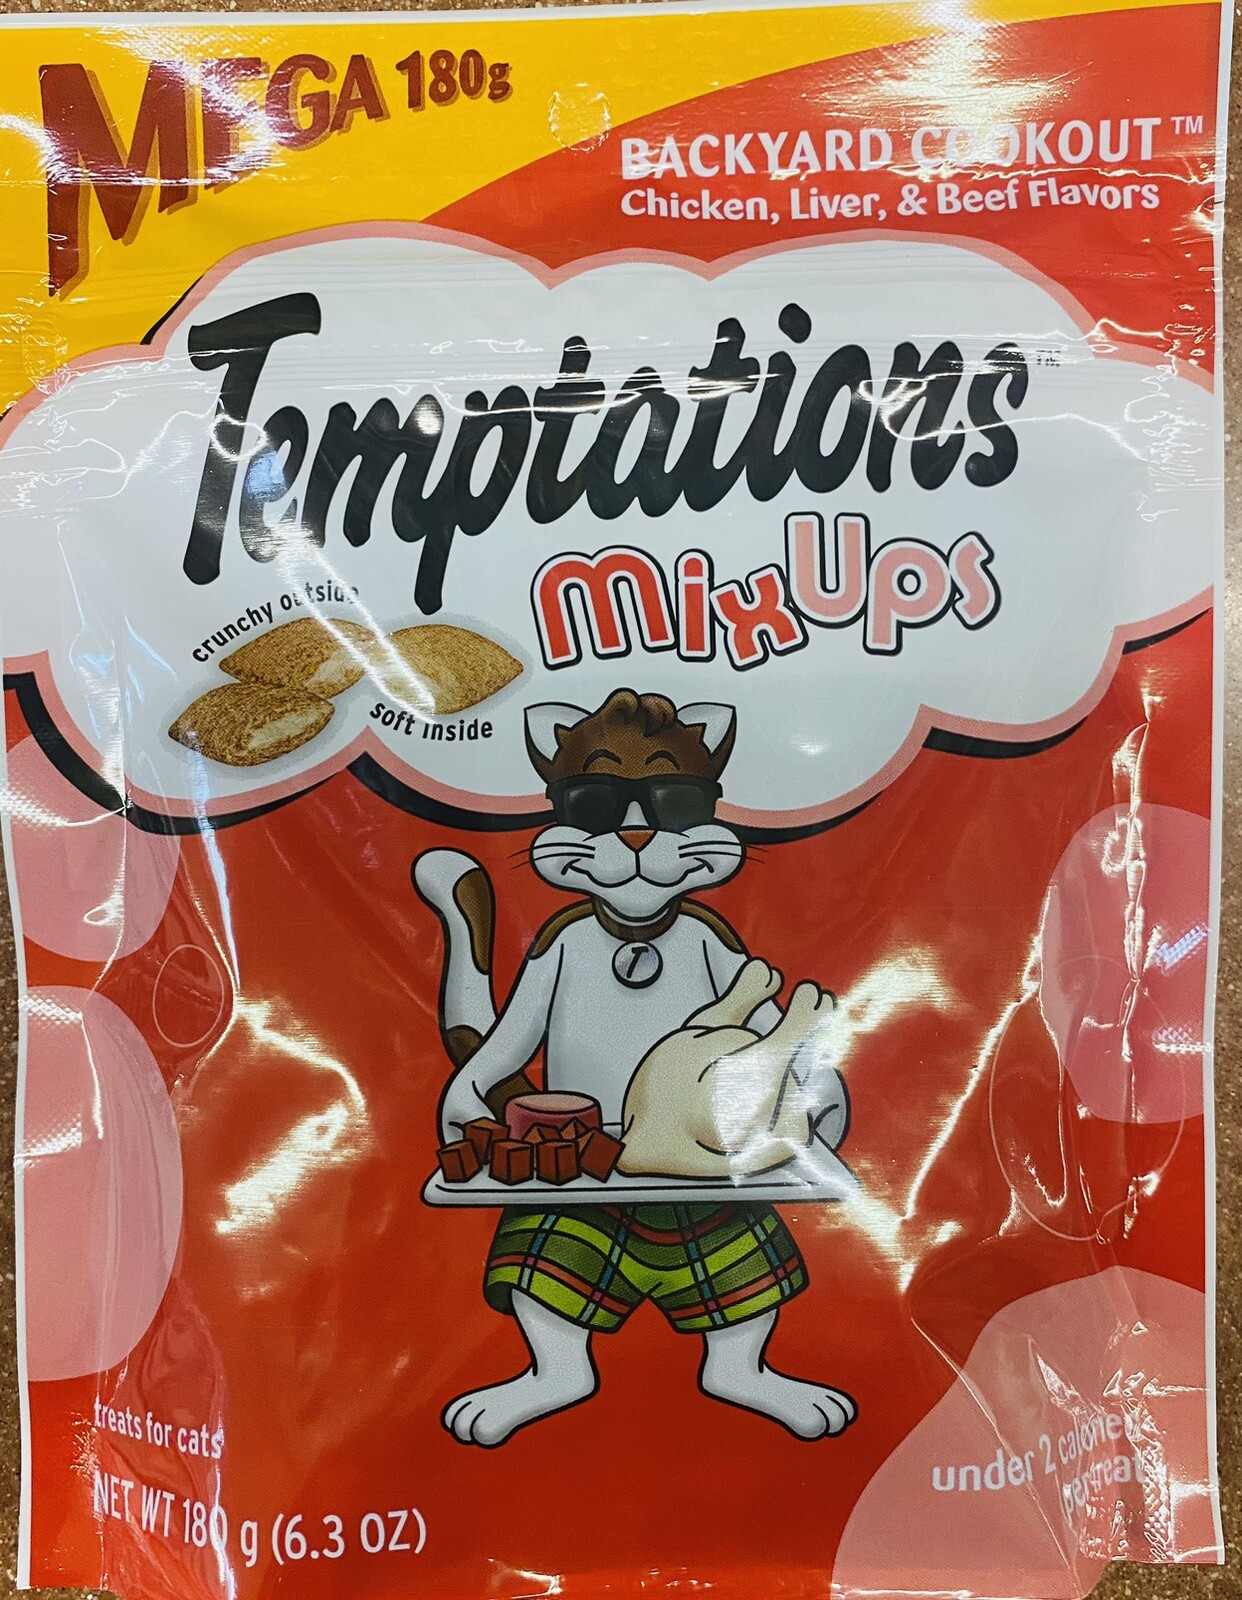 MEGA 180g
BACKYARD COOKOUT™
Chicken, Liver, & Beef Flavors
Temptations™
MixUps
crunchy outside
soft inside
T
treats for cats
under 2 calories
per treat
NET WT 180 g (6.3 OZ)